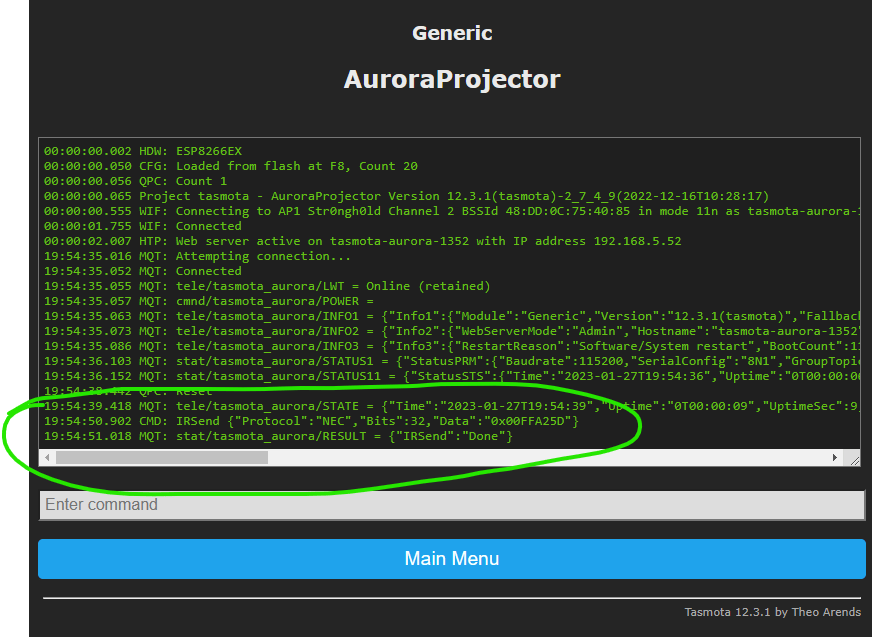 Generic
AuroraProjector
00:00:00.002 HDW: ESP8266EX
00:00:00.050 CFG: Loaded from flash at F8, Count 20
00:00:00.056 QPC: Count 1
00:00:00.065 Project tasmota - AuroraProjector Version 12.3.1(tasmota)-2_7_4_9(2022-12-16T10:28:17)
00:00:00.555 WIF: Connecting to AP1 Str0ngh0ld Channel 2 BSSId 48:DD:0C:75:40:85 in mode 11n as tasmota-aurora-1
00:00:01.755 WIF: Connected
00:00:02.007 HTP: Web server active on tasmota-aurora-1352 with IP address 192.168.5.52
19:54:35.016 MQT: Attempting connection...
19:54:35.052 MQT: Connected
19:54:35.055 MQT: tele/tasmota_aurora/LWT = Online (retained)
19:54:35.057 MQT: cmnd/tasmota_aurora/POWER =
19:54:35.063 MQT: tele/tasmota_aurora/INFO1 = {"Info1":{"Module":"Generic","Version":"12.3.1(tasmota)","Fallbac
19:54:35.073 MQT: tele/tasmota_aurora/INFO2 = {"Info2":{"WebServerMode":"Admin","Hostname":"tasmota-aurora-1352"
19:54:35.086 MQT: tele/tasmota_aurora/INFO3 = {"Info3":{"RestartReason":"Software/System restart","BootCount":11
19:54:36.103 MQT: stat/tasmota_aurora/STATUS1 = {"StatusPRM":{"Baudrate":115200,"SerialConfig":"8N1","GroupTopi
19:54:36.152 MQT: stat/tasmota_aurora/STATUS11 = {"StatusSTS":{"Time":"2023-01-27T19:54:36","Uptime":"0T00:00:0
QPC: Reset
19:54:39.418 MQT: tele/tasmota_aurora/STATE = {"Time":"2023-01-27T19:54:39","Uptime":"0T00:00:09","UptimeSec":9,
19:54:50.902 CMD: IRSend {"Protocol":"NEC","Bits":32,"Data":"0x00FFA25D"}
19:54:51.018 MQT: stat/tasmota_aurora/RESULT = {"IRSend":"Done"}
Enter command
Main Menu
Tasmota 12.3.1 by Theo Arends